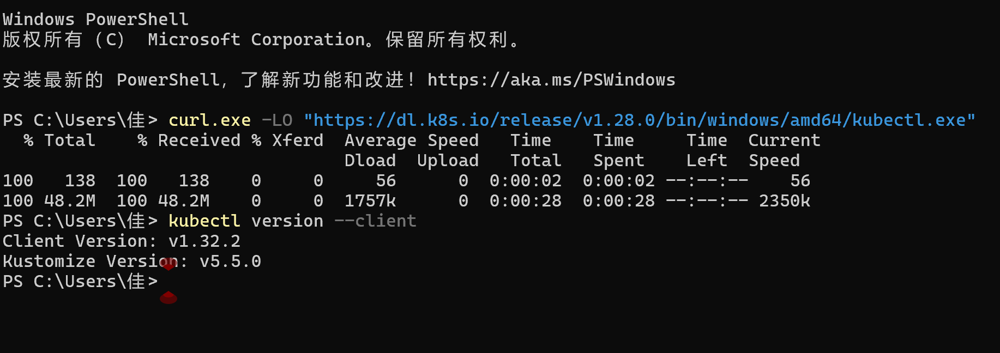 Windows PowerShell
版权所有（C） Microsoft Corporation。保留所有权利。
安装最新的 PowerShell，了解新功能和改进！https://aka.ms/PSWindows
PS C:\Users\佳> curl.exe -LO "https://dl.k8s.io/release/v1.28.0/bin/windows/amd64/kubectl.exe"
  % Total    % Received % Xferd  Average Speed   Time    Time     Time  Current
                                 Dload  Upload   Total   Spent    Left  Speed
100   138  100   138    0     0     56      0  0:00:02  0:00:02 --:--:--    56
100 48.2M  100 48.2M    0     0  1757k      0  0:00:28  0:00:28 --:--:-- 2350k
PS C:\Users\佳> kubectl version --client
Client Version: v1.32.2
Kustomize Version: v5.5.0
PS C:\Users\佳>